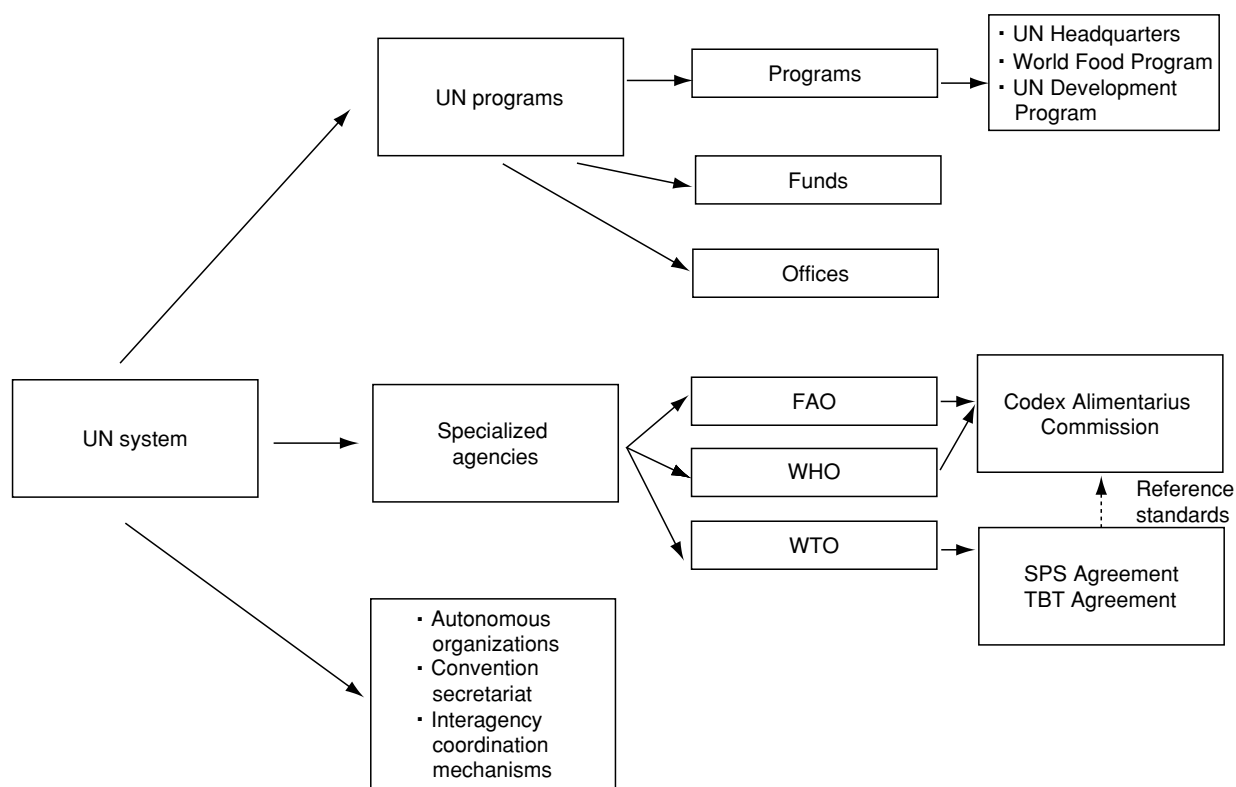 UN programs
Programs
· UN Headquarters
· World Food Program
· UN Development
Program
Funds
Offices
UN system
Specialized
agencies
FAO
WHO
WTO
Codex Alimentarius
Commission
Reference
standards
SPS Agreement
TBT Agreement
· Autonomous
organizations
· Convention
secretariat
· Interagency
coordination
mechanisms